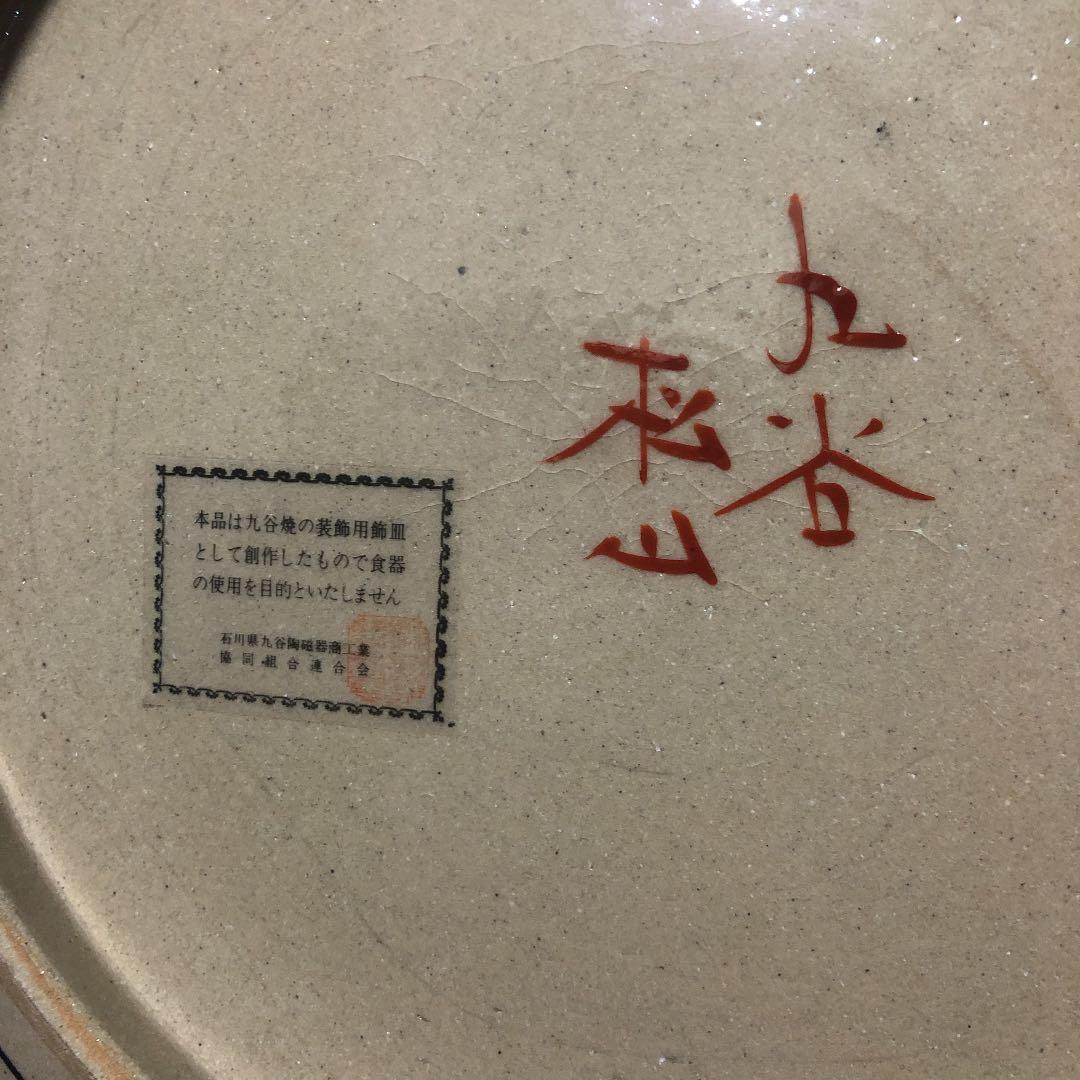 九谷
松山
本品は九谷焼の装飾用飾皿
として創作したもので食器
の使用を目的といたしません
石川県九谷陶磁器商工業
協同組合連合会